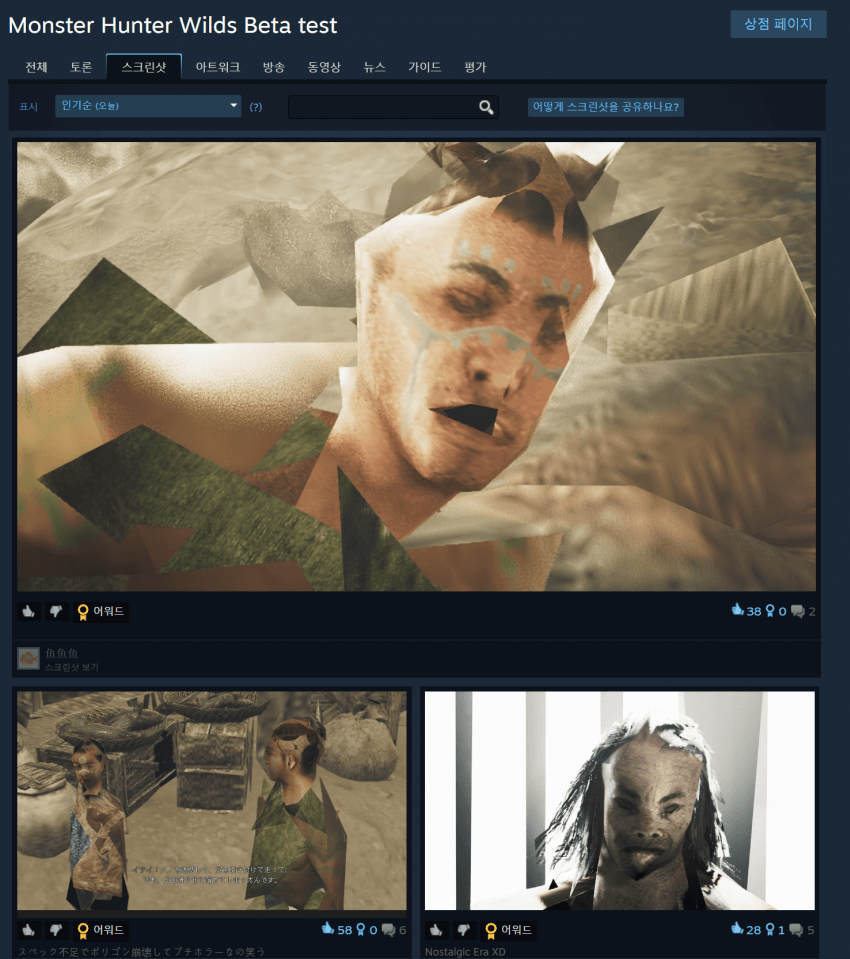 Monster Hunter Wilds Beta test
상점 페이지
전체 토론 스크린샷 아트워크 방송 동영상 뉴스 가이드 평가
표시 인기순 (오늘) (?) 어떻게 스크린샷을 공유하나요?
어워드 38 0 2
鱼鱼鱼
스크린샷 보기
어워드 58 0 6
어워드 28 1 5
スペック不足でポリゴン崩壊してプチホラーなの笑う
Nostalgic Era XD